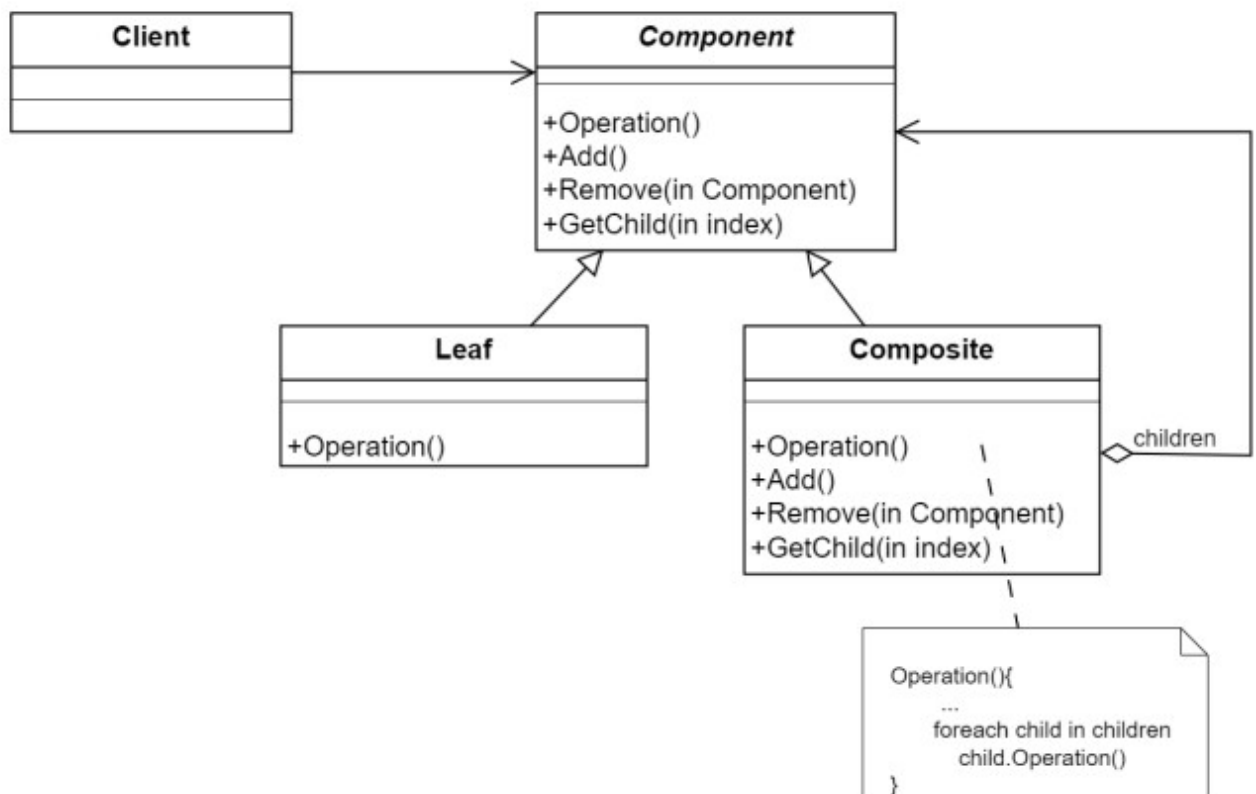 Client
Component
+Operation()
+Add()
+Remove(in Component)
+GetChild(in index)
Leaf
+Operation()
Composite
+Operation()
+Add()
+Remove(in Component)
+GetChild(in index)
children
Operation(){
...
foreach child in children
child.Operation()
}